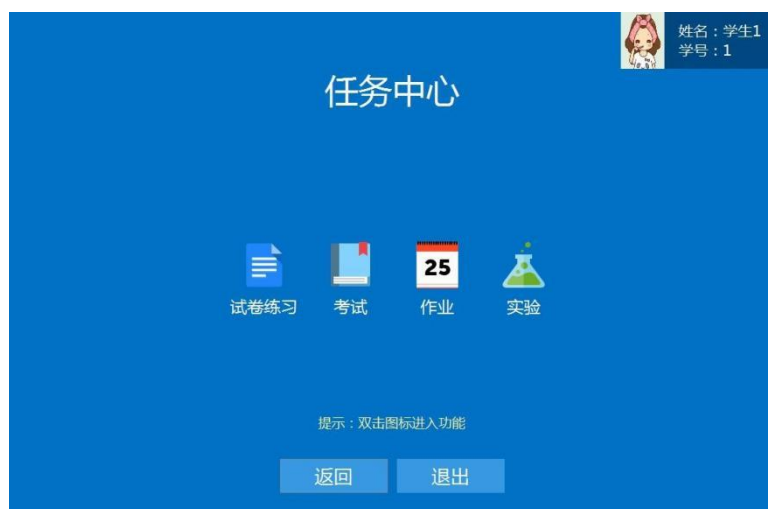 姓名：学生1
学号：1
任务中心
25
试卷练习 考试 作业 实验
提示：双击图标进入功能
返回 退出